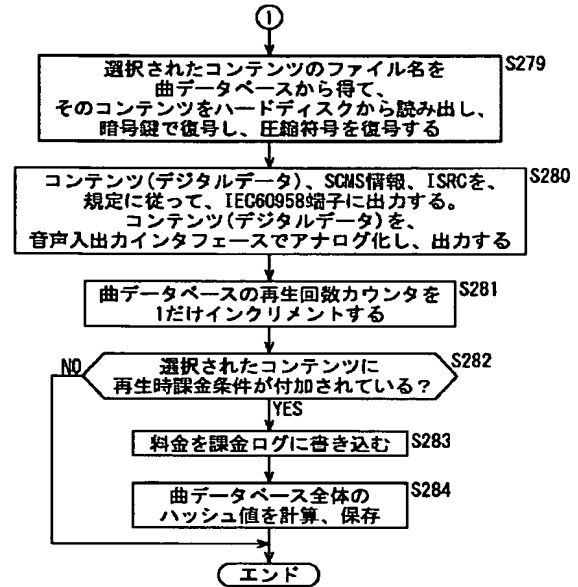 1
選択されたコンテンツのファイル名を
S279
曲データベースから得て、
そのコンテンツをハードディスクから読み出し、
暗号鍵で復号し、圧縮符号を復号する
コンテンツ(デジタルデータ)、SCMS情報、ISRCを、
S280
規定に従って、IEC60958端子に出力する。
コンテンツ(デジタルデータ)を、
音声入出力インタフェースでアナログ化し、出力する
曲データベースの再生回数カウンタを
S281
1だけインクリメントする
NO
選択されたコンテンツに
S282
再生時課金条件が付加されている?
YES
料金を課金ログに書き込む
S283
曲データベース全体の
S284
ハッシュ値を計算、保存
エンド